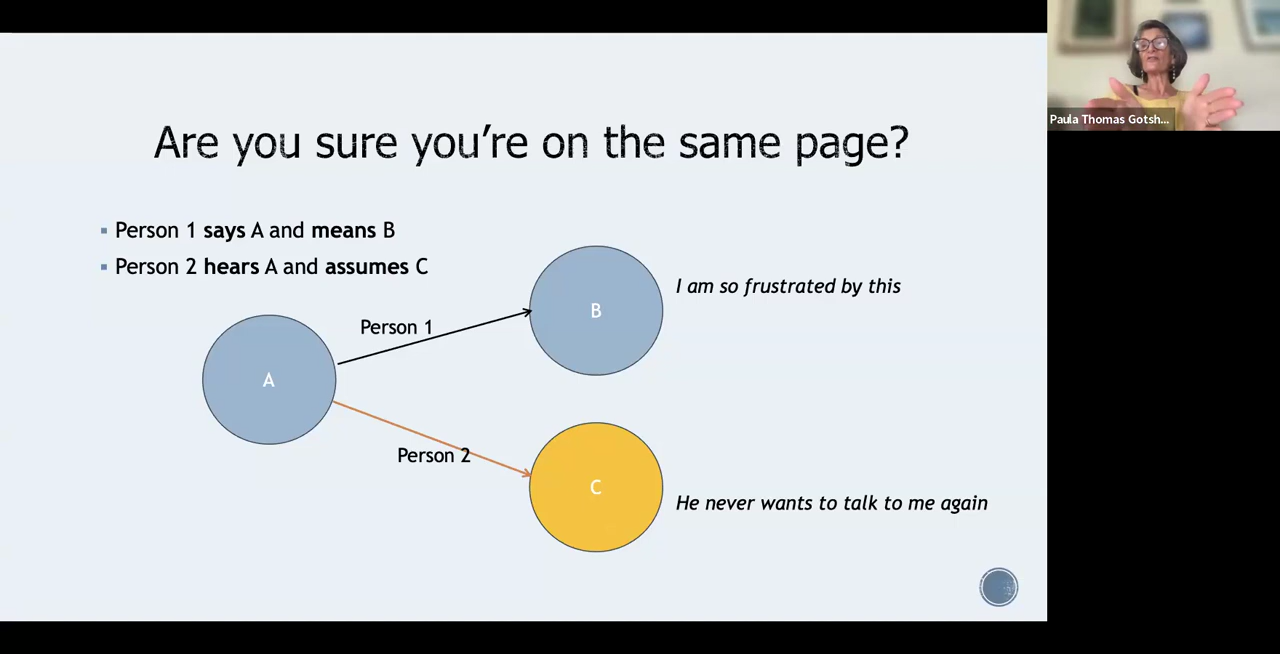 Paula Thomas Gotsh...
Are you sure you're on the same page?
▪ Person 1 says A and means B
▪ Person 2 hears A and assumes C
I am so frustrated by this
B
Person 1
A
Person 2
C
He never wants to talk to me again